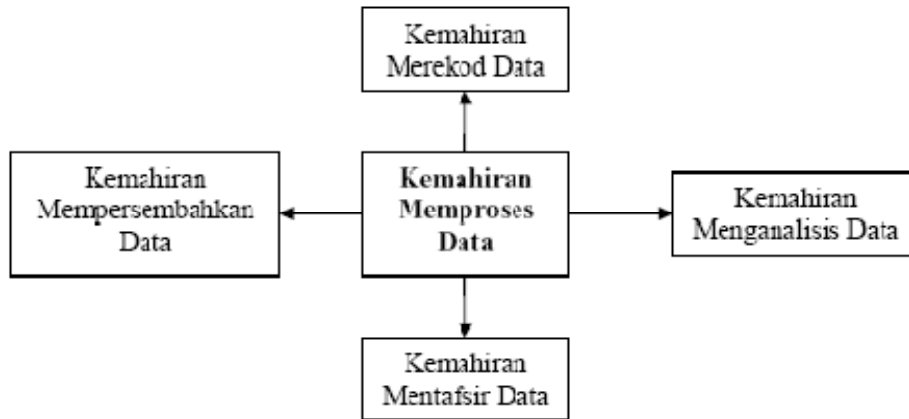 Kemahiran
Merekod Data
Kemahiran
Mempersembahkan
Data
Kemahiran
Memproses
Data
Kemahiran
Menganalisis Data
Kemahiran
Mentafsir Data